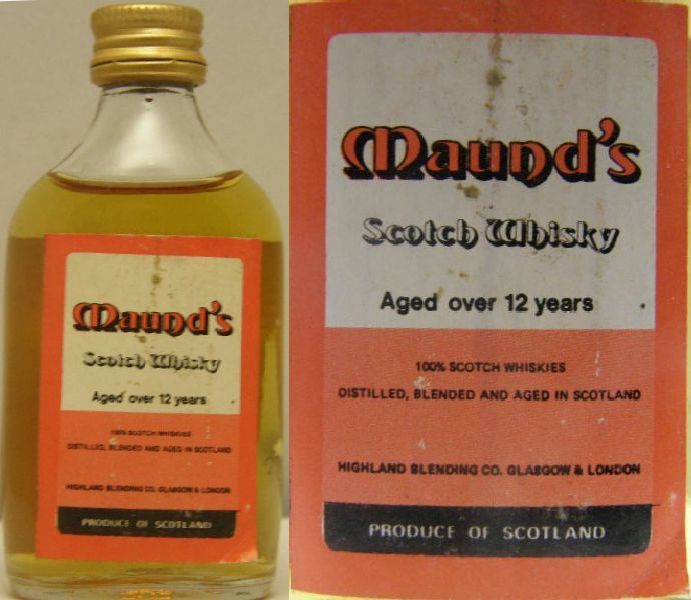 Maund's
Scotch Whisky
Aged over 12 years
100% SCOTCH WHISKIES
DISTILLED, BLENDED AND AGED IN SCOTLAND
HIGHLAND BLENDING CO. GLASGOW & LONDON
PRODUCE OF SCOTLAND
Maund's
Scotch Whisky
Aged over 12 years
100% SCOTCH WHISKIES
DISTILLED, BLENDED AND AGED IN SCOTLAND
HIGHLAND BLENDING CO. GLASGOW & LONDON
PRODUCE OF SCOTLAND